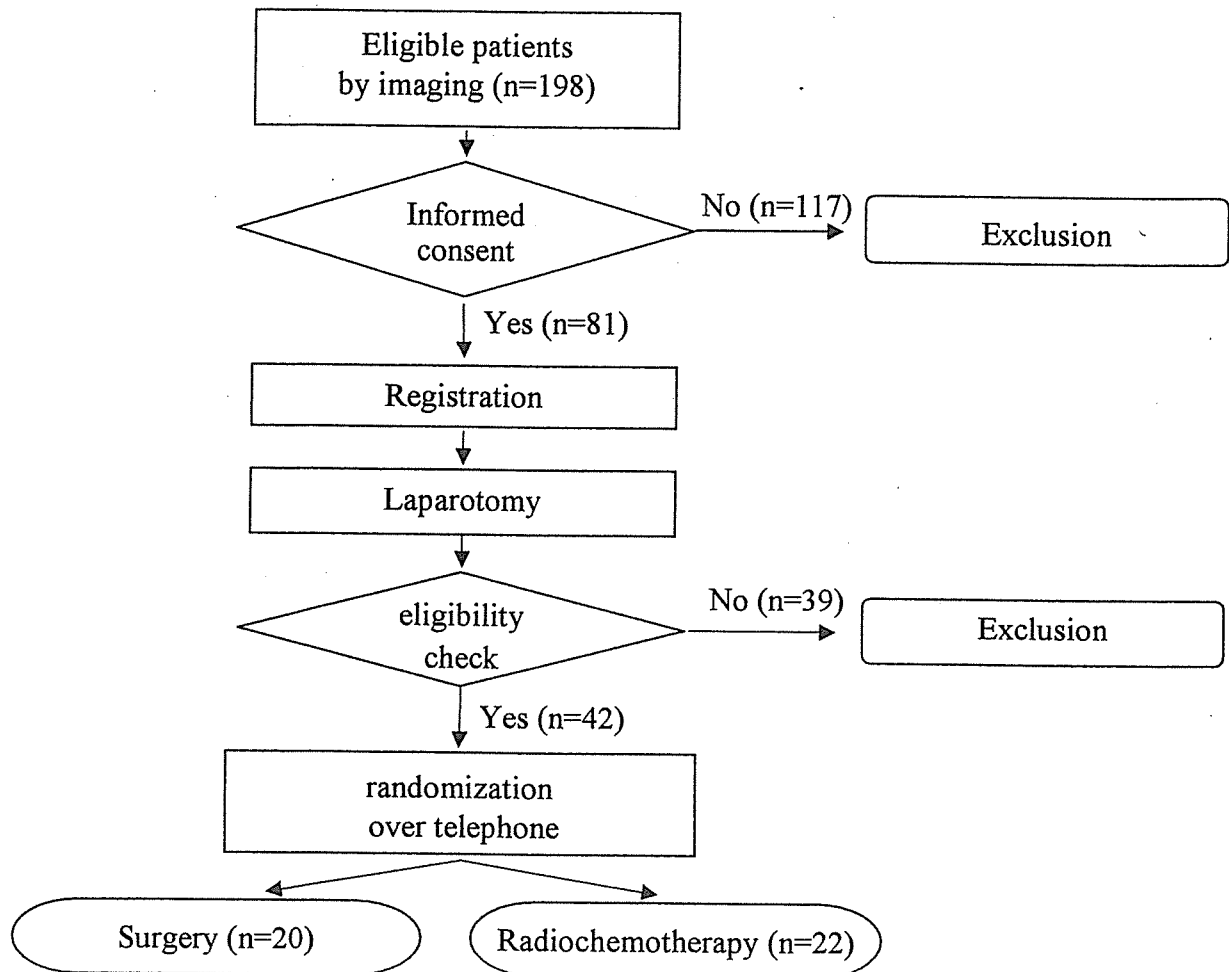 Eligible patients
by imaging (n=198)
Informed
consent
No (n=117)
Exclusion
Yes (n=81)
Registration
Laparotomy
eligibility
check
No (n=39)
Exclusion
Yes (n=42)
randomization
over telephone
Surgery (n=20)
Radiochemotherapy (n=22)